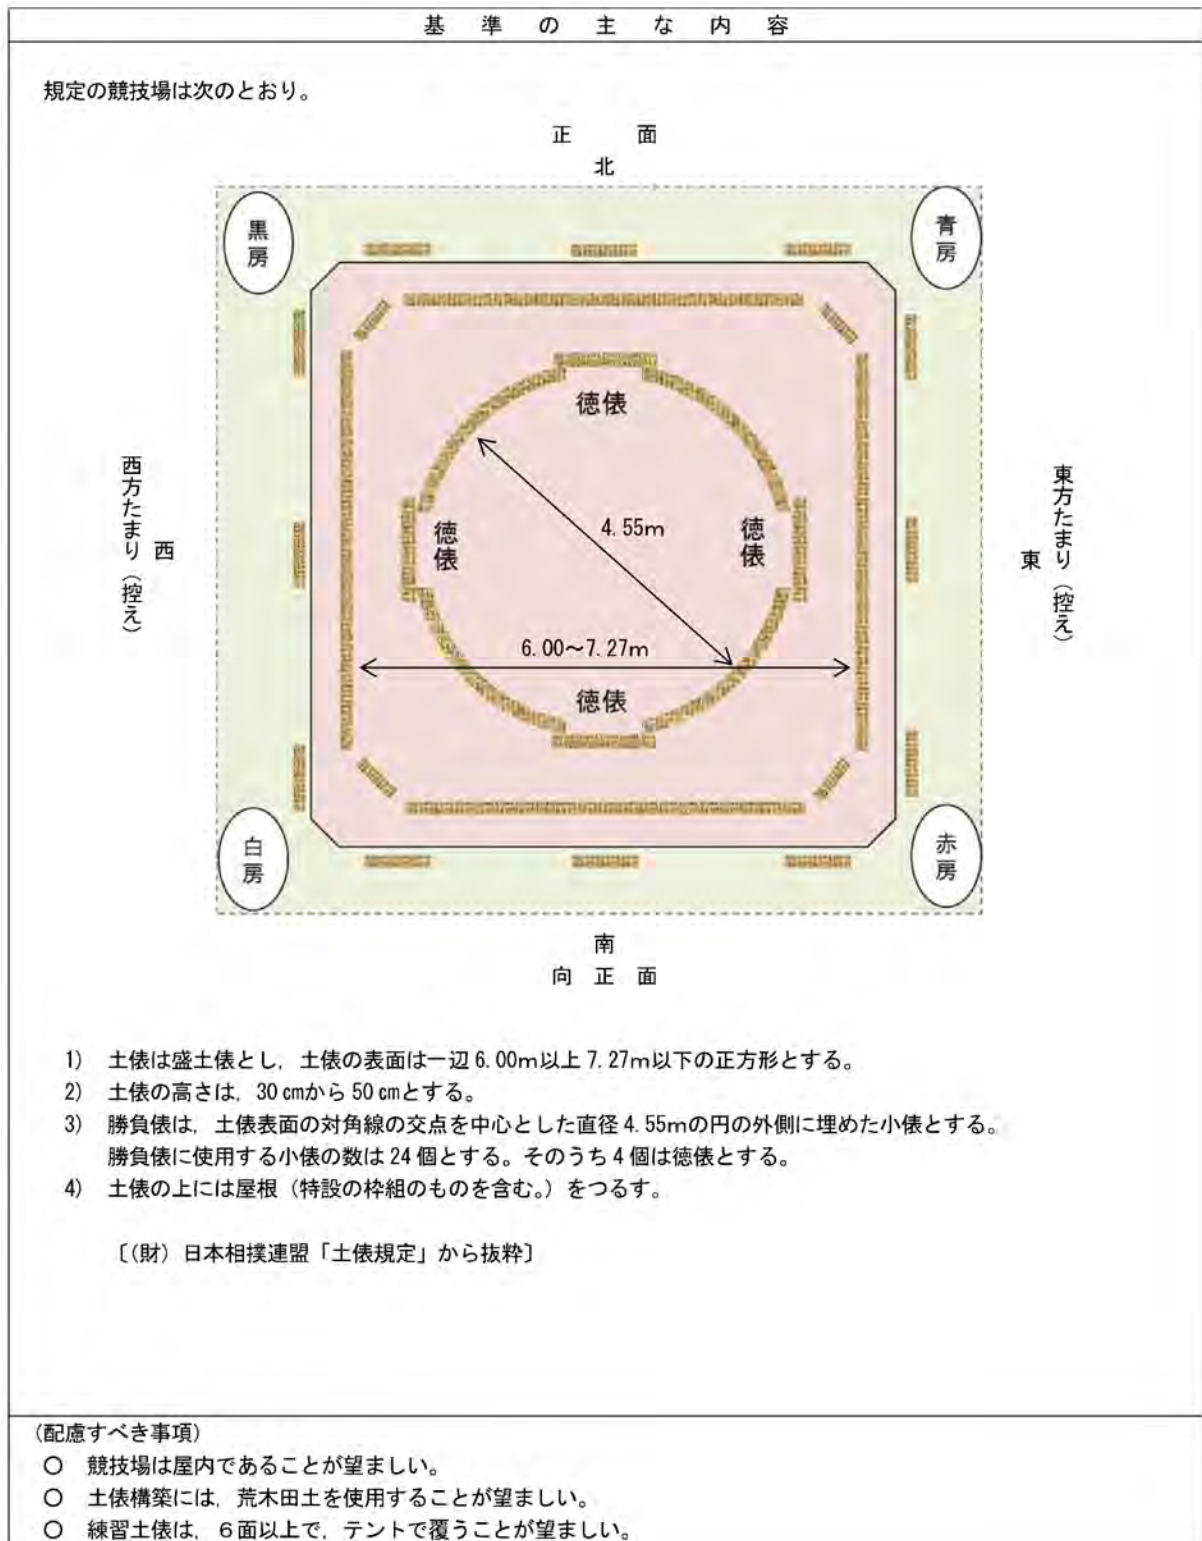 基準の主な内容
規定の競技場は次のとおり。
正面
北
黒房
青房
徳俵
西方たまり（控え）
西
徳俵
4.55m
徳俵
東
東方たまり（控え）
6.00～7.27m
徳俵
白房
赤房
南
向正面
1) 土俵は盛土俵とし，土俵の表面は一辺 6.00m以上 7.27m以下の正方形とする。
2) 土俵の高さは，30 ㎝から 50 ㎝とする。
3) 勝負俵は，土俵表面の対角線の交点を中心とした直径 4.55mの円の外側に埋めた小俵とする。
勝負俵に使用する小俵の数は 24 個とする。そのうち 4 個は徳俵とする。
4) 土俵の上には屋根（特設の枠組のものを含む。）をつるす。
〔(財) 日本相撲連盟「土俵規定」から抜粋〕
(配慮すべき事項)
○ 競技場は屋内であることが望ましい。
○ 土俵構築には，荒木田土を使用することが望ましい。
○ 練習土俵は，６面以上で，テントで覆うことが望ましい。